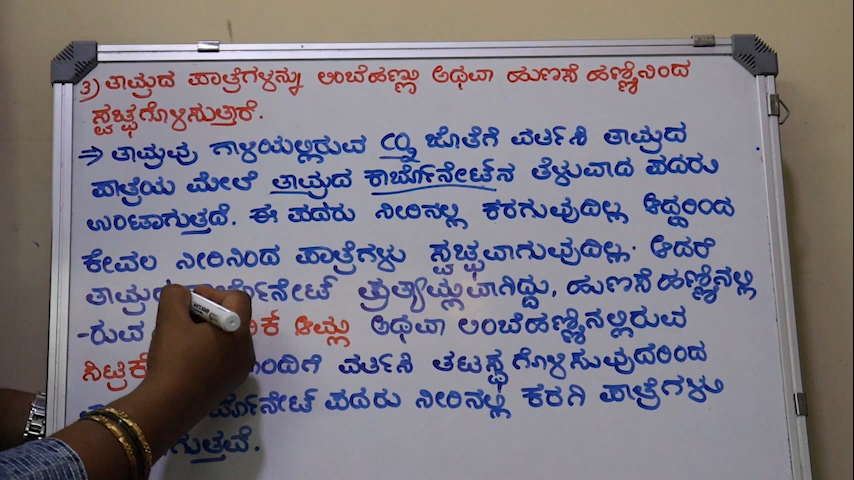 3) ತಾಮ್ರದ ಪಾತ್ರೆಗಳನ್ನು ಲಿಂಬೆಹಣ್ಣು ಅಥವಾ ಹುಣಸೆ ಹಣ್ಣಿನಿಂದ
ಸ್ವಚ್ಛಗೊಳಿಸುತ್ತಾರೆ.
⇒ ತಾಮ್ರವು ಗಾಳಿಯಲ್ಲಿರುವ CO₂ ಜೊತೆಗೆ ವರ್ತಿಸಿ ತಾಮ್ರದ
ಪಾತ್ರೆಯ ಮೇಲೆ ತಾಮ್ರದ ಕಾರ್ಬೊನೇಟ್‌ನ ತೆಳುವಾದ ಪದರು
ಉಂಟಾಗುತ್ತದೆ. ಈ ಪದರು ನೀರಿನಲ್ಲಿ ಕರಗುವುದಿಲ್ಲ ಆದ್ದರಿಂದ
ಕೇವಲ ನೀರಿನಿಂದ ಪಾತ್ರೆಗಳು ಸ್ವಚ್ಛವಾಗುವುದಿಲ್ಲ. ಆದರೆ
ಪ್ರತ್ಯಾಮ್ಲವಾಗಿದ್ದು, ಹುಣಸೆಹಣ್ಣಿನಲ್ಲಿ
-ರುವ ಆಮ್ಲ ಅಥವಾ ಲಿಂಬೆಹಣ್ಣಿನಲ್ಲಿರುವ
ವರ್ತಿಸಿ ತಟಸ್ಥಗೊಳಿಸುವುದರಿಂದ
ಪದರು ನೀರಿನಲ್ಲಿ ಕರಗಿ ಪಾತ್ರೆಗಳು